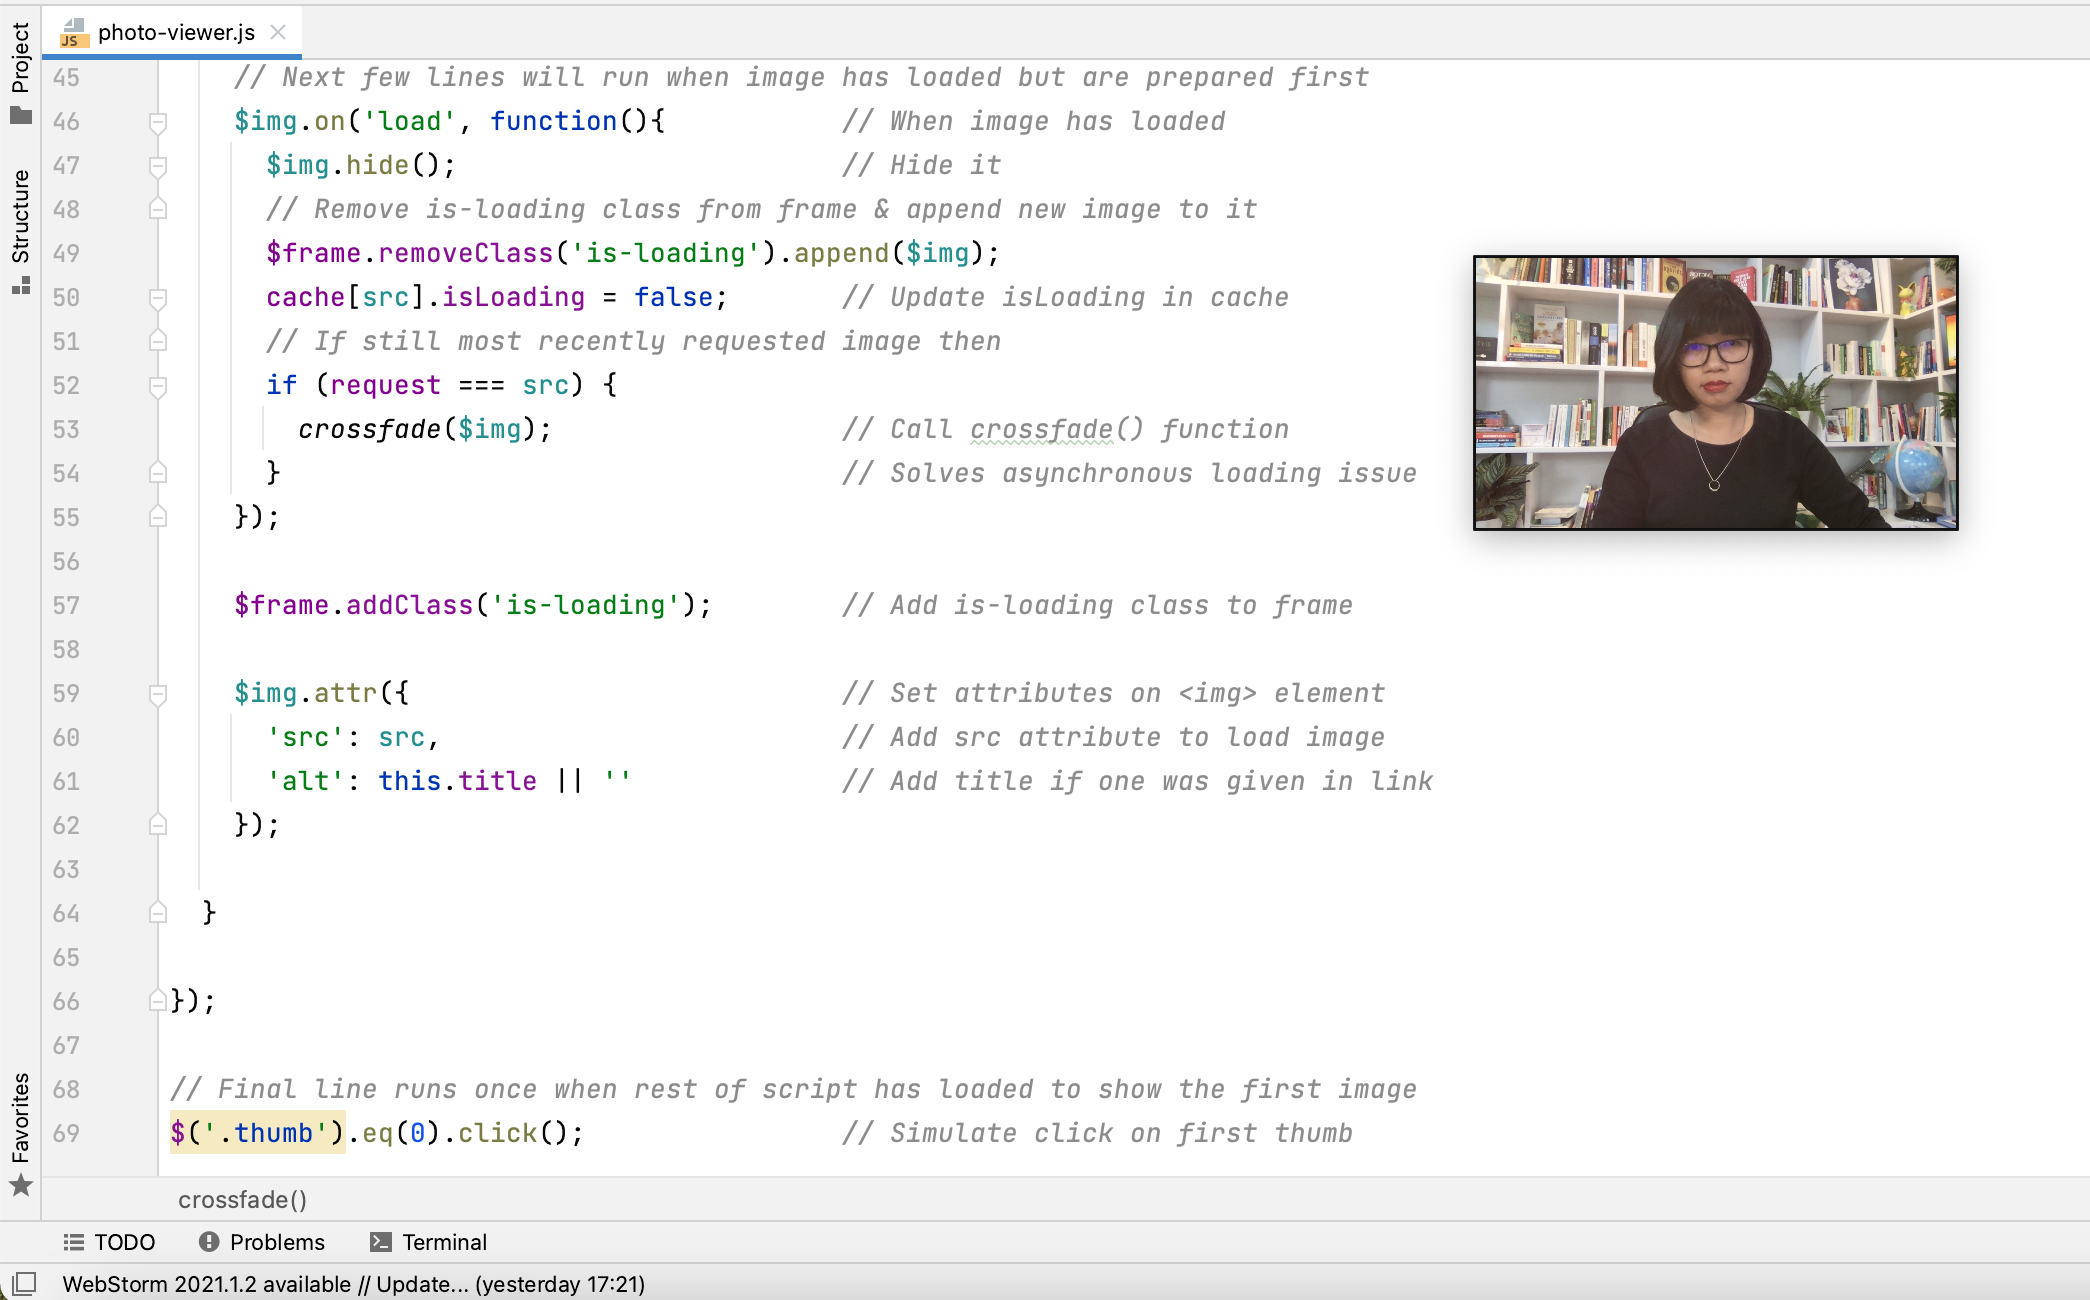 Project
Structure
Favorites
JS photo-viewer.js
45 // Next few lines will run when image has loaded but are prepared first
46 $img.on('load', function(){ // When image has loaded
47 $img.hide(); // Hide it
48 // Remove is-loading class from frame & append new image to it
49 $frame.removeClass('is-loading').append($img);
50 cache[src].isLoading = false; // Update isLoading in cache
51 // If still most recently requested image then
52 if (request === src) {
53 crossfade($img); // Call crossfade() function
54 } // Solves asynchronous loading issue
55 });
56
57 $frame.addClass('is-loading'); // Add is-loading class to frame
58
59 $img.attr({ // Set attributes on <img> element
60 'src': src, // Add src attribute to load image
61 'alt': this.title || '' // Add title if one was given in link
62 });
63
64 }
65
66 });
67
68 // Final line runs once when rest of script has loaded to show the first image
69 $('.thumb').eq(0).click(); // Simulate click on first thumb
crossfade()
TODO Problems Terminal
WebStorm 2021.1.2 available // Update... (yesterday 17:21)